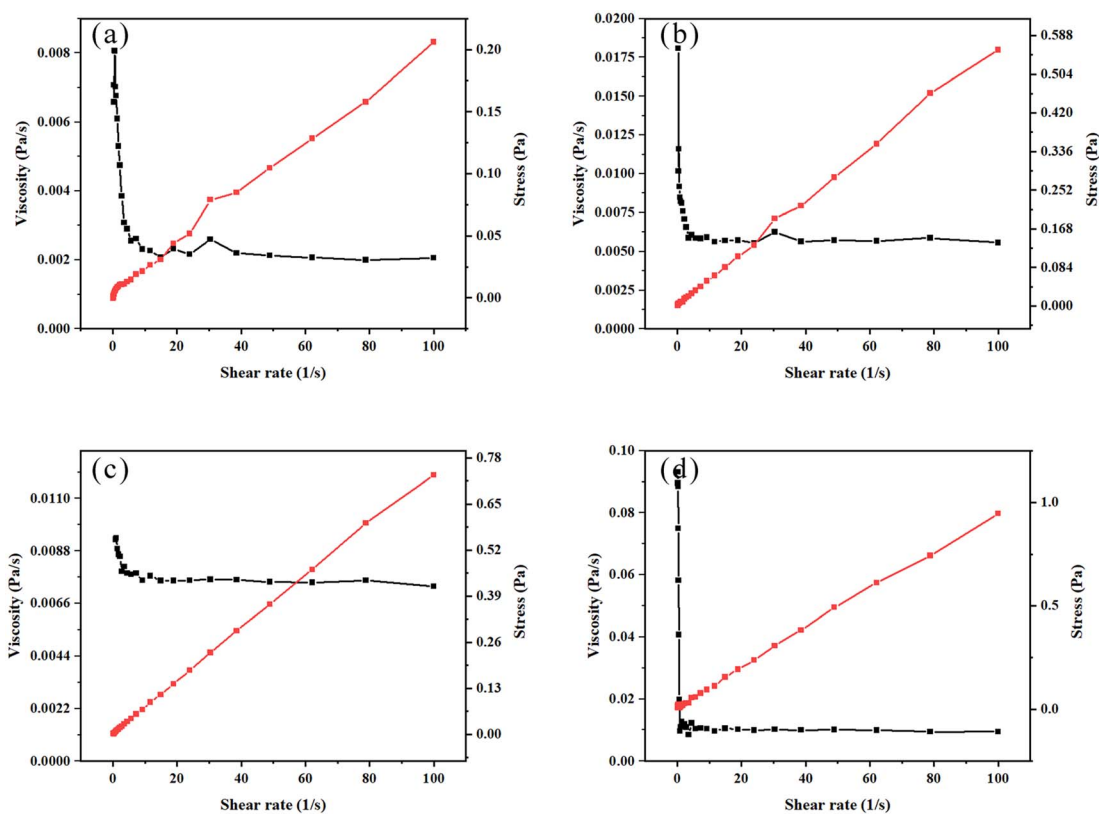 (a)
Viscosity (Pa/s)
0.008
0.006
0.004
0.002
0.000
0.20
0.15
0.10
0.05
0.00
Stress (Pa)
0 20 40 60 80 100
Shear rate (1/s)
(b)
Viscosity (Pa/s)
0.0200
0.0175
0.0150
0.0125
0.0100
0.0075
0.0050
0.0025
0.0000
0.588
0.504
0.420
0.336
0.252
0.168
0.084
0.000
Stress (Pa)
0 20 40 60 80 100
Shear rate (1/s)
(c)
Viscosity (Pa/s)
0.0110
0.0088
0.0066
0.0044
0.0022
0.0000
0.78
0.65
0.52
0.39
0.26
0.13
0.00
Stress (Pa)
0 20 40 60 80 100
Shear rate (1/s)
(d)
Viscosity (Pa/s)
0.10
0.08
0.06
0.04
0.02
0.00
1.0
0.5
0.0
Stress (Pa)
0 20 40 60 80 100
Shear rate (1/s)